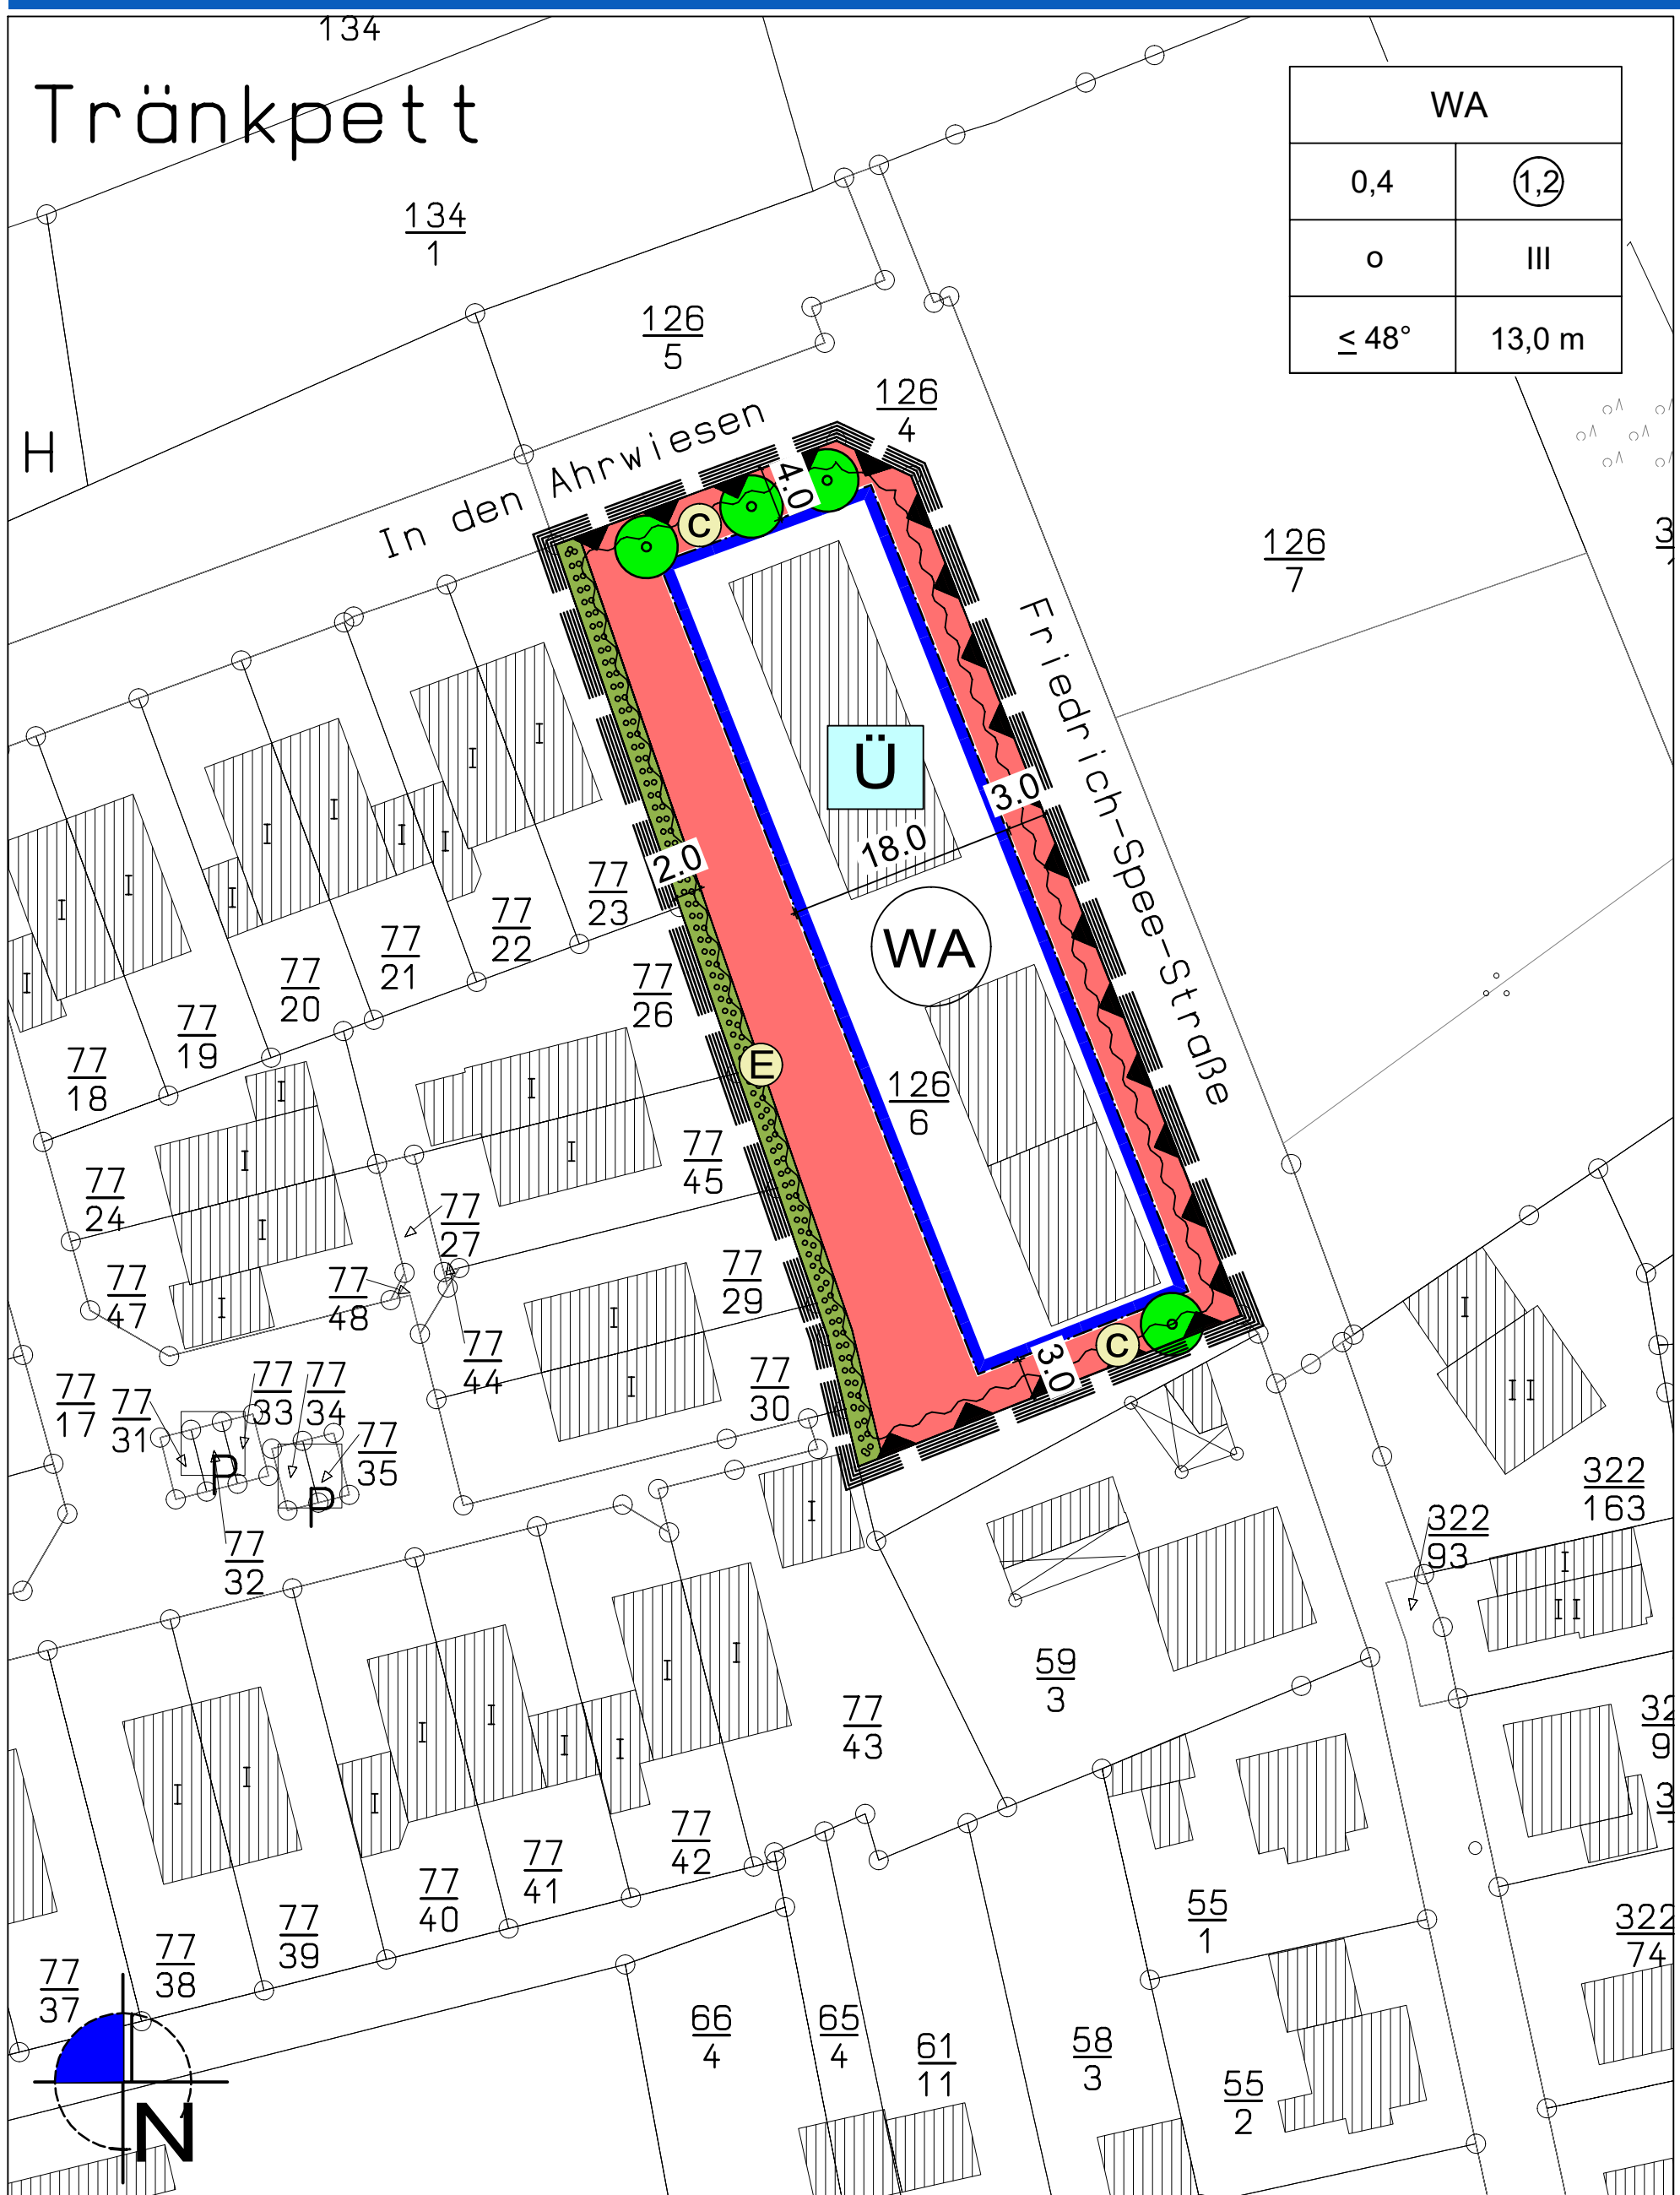 134
Tränkpett
WA
0,4
1,2
o
III
≤ 48°
13,0 m
134
1
126
5
126
4
H
In den Ahrwiesen
4.0
C
126
7
3
Friedrich-Spee-Straße
Ü
3.0
18.0
2.0
WA
I
I
I
I
I
I
I
I
I
I
I
77
23
77
22
77
21
77
20
77
19
77
18
77
26
E
126
6
I
I
I
I
I
77
45
77
24
77
27
77
47
77
48
77
29
I
I
I
77
44
77
30
C
3.0
77
17
77
31
77
33
77
34
77
35
P
P
77
32
I
I
II
322
163
322
93
I
II
59
3
77
43
I
I
I
I
I
I
I
I
I
32
9
3
77
42
77
41
77
40
77
39
77
38
77
37
55
1
322
74
66
4
65
4
61
11
58
3
55
2
N